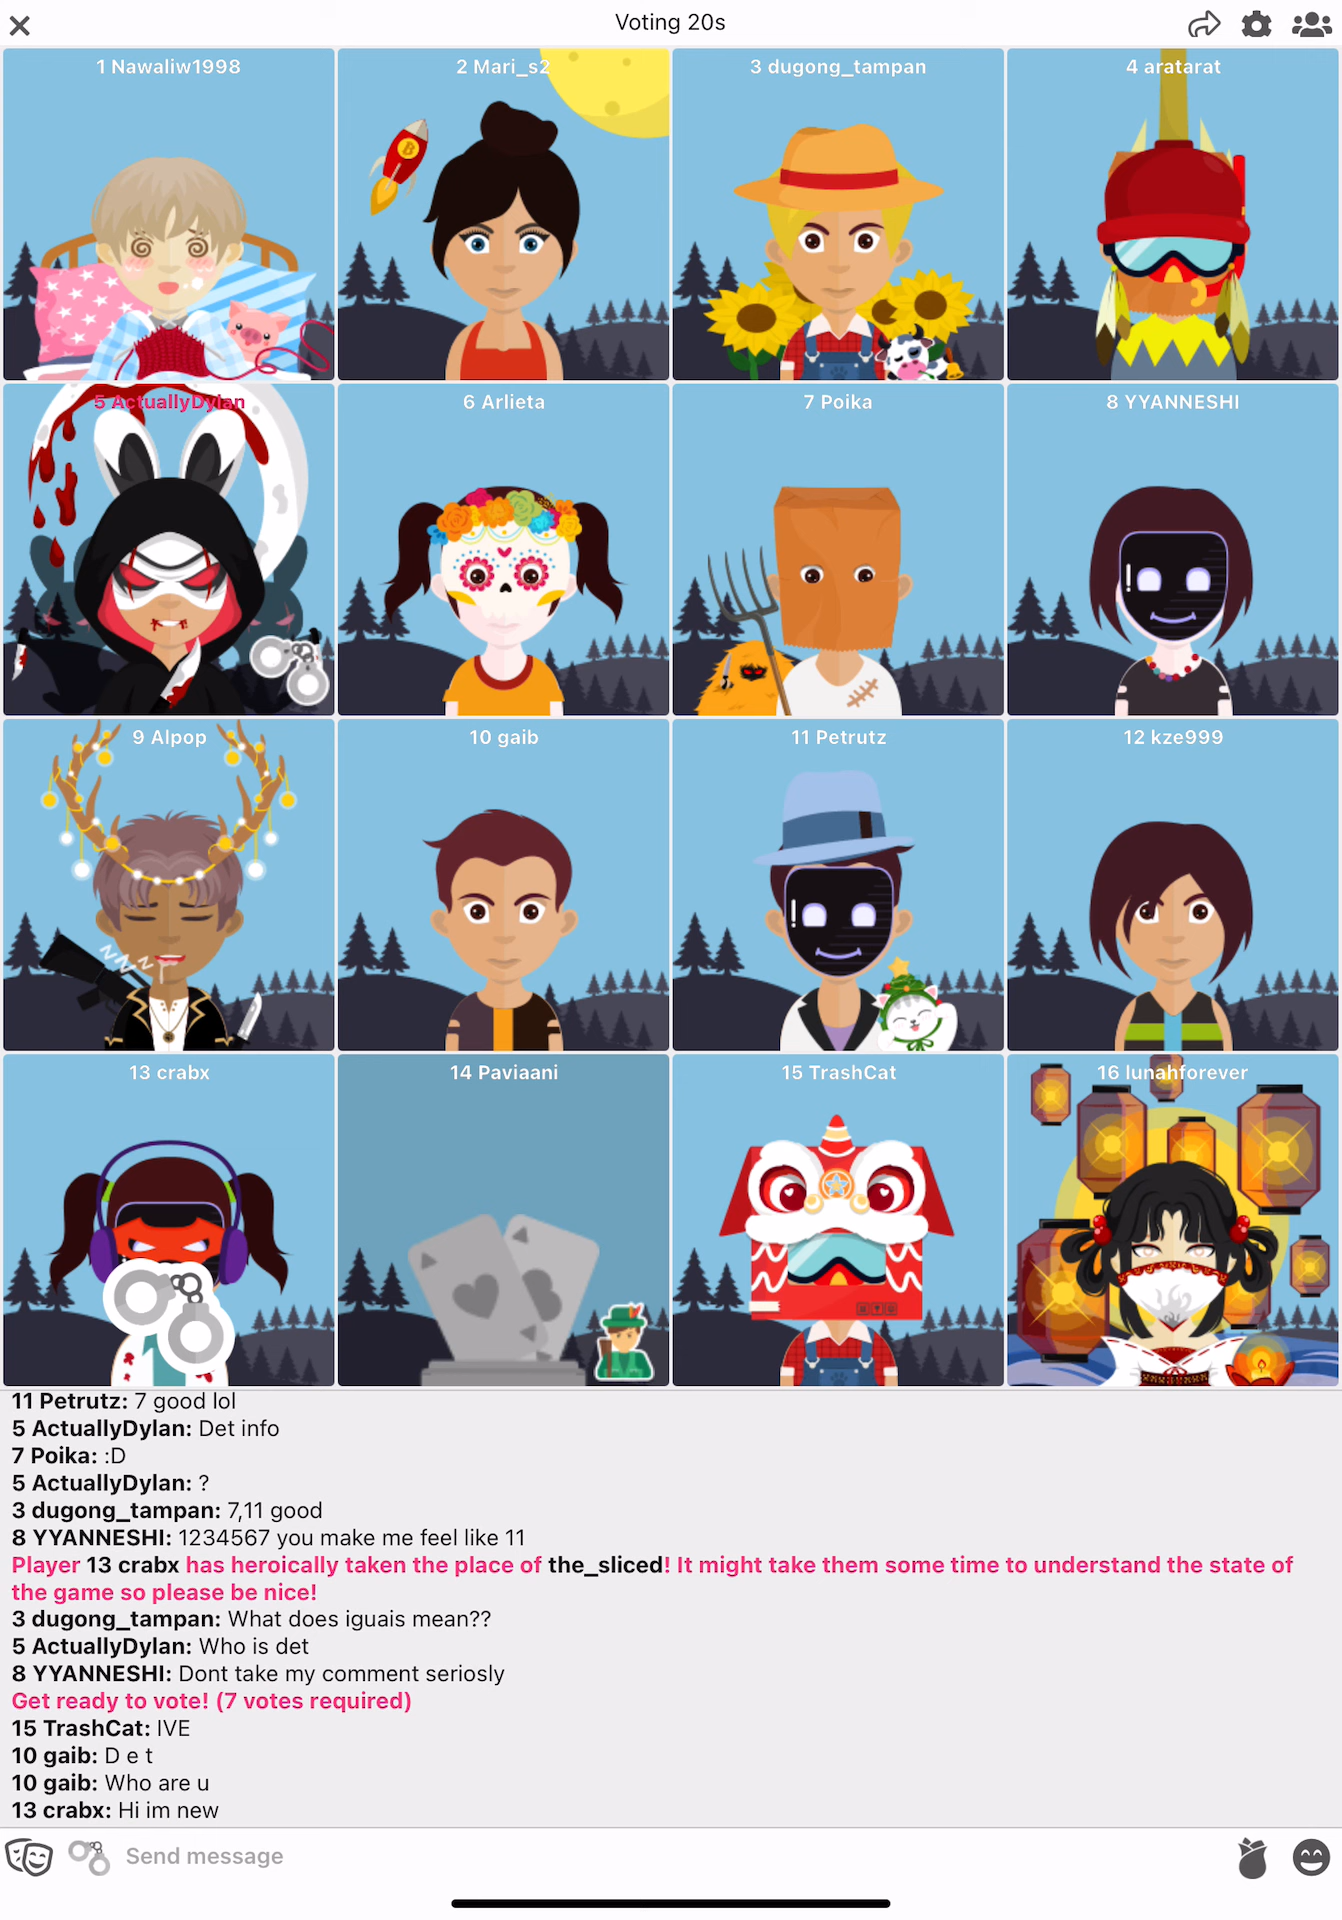 Voting 20s
1 Nawaliw1998
2 Mari_s2
3 dugong_tampan
4 aratarat
5 ActuallyDylan
6 Arlieta
7 Poika
8 YYANNESHI
9 Alpop
10 gaib
11 Petrutz
12 kze999
13 crabx
14 Paviaani
15 TrashCat
16 lunahforever
11 Petrutz: 7 good lol
5 ActuallyDylan: Det info
7 Poika: :D
5 ActuallyDylan: ?
3 dugong_tampan: 7,11 good
8 YYANNESHI: 1234567 you make me feel like 11
Player 13 crabx has heroically taken the place of the_sliced! It might take them some time to understand the state of
the game so please be nice!
3 dugong_tampan: What does iguais mean??
5 ActuallyDylan: Who is det
8 YYANNESHI: Dont take my comment seriosly
Get ready to vote! (7 votes required)
15 TrashCat: IVE
10 gaib: D e t
10 gaib: Who are u
13 crabx: Hi im new
Send message